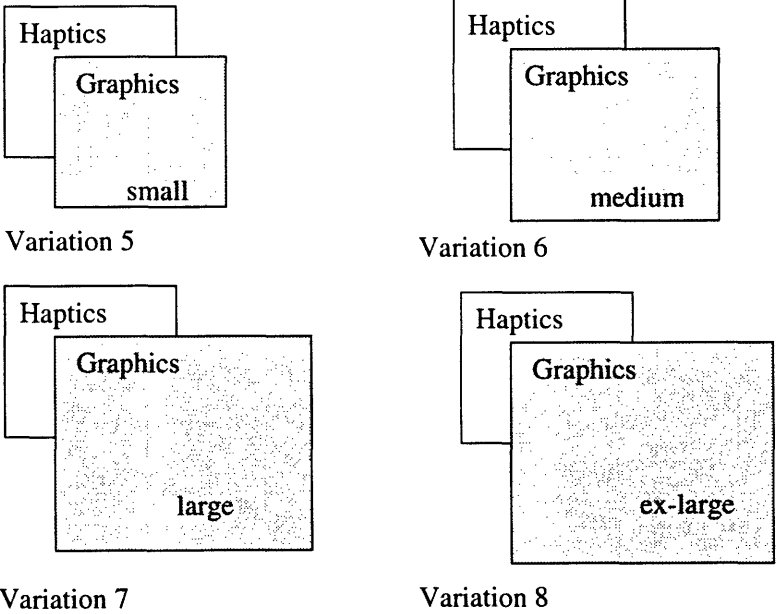 Haptics
Graphics
small
Variation 5
Haptics
Graphics
medium
Variation 6
Haptics
Graphics
large
Variation 7
Haptics
Graphics
ex-large
Variation 8